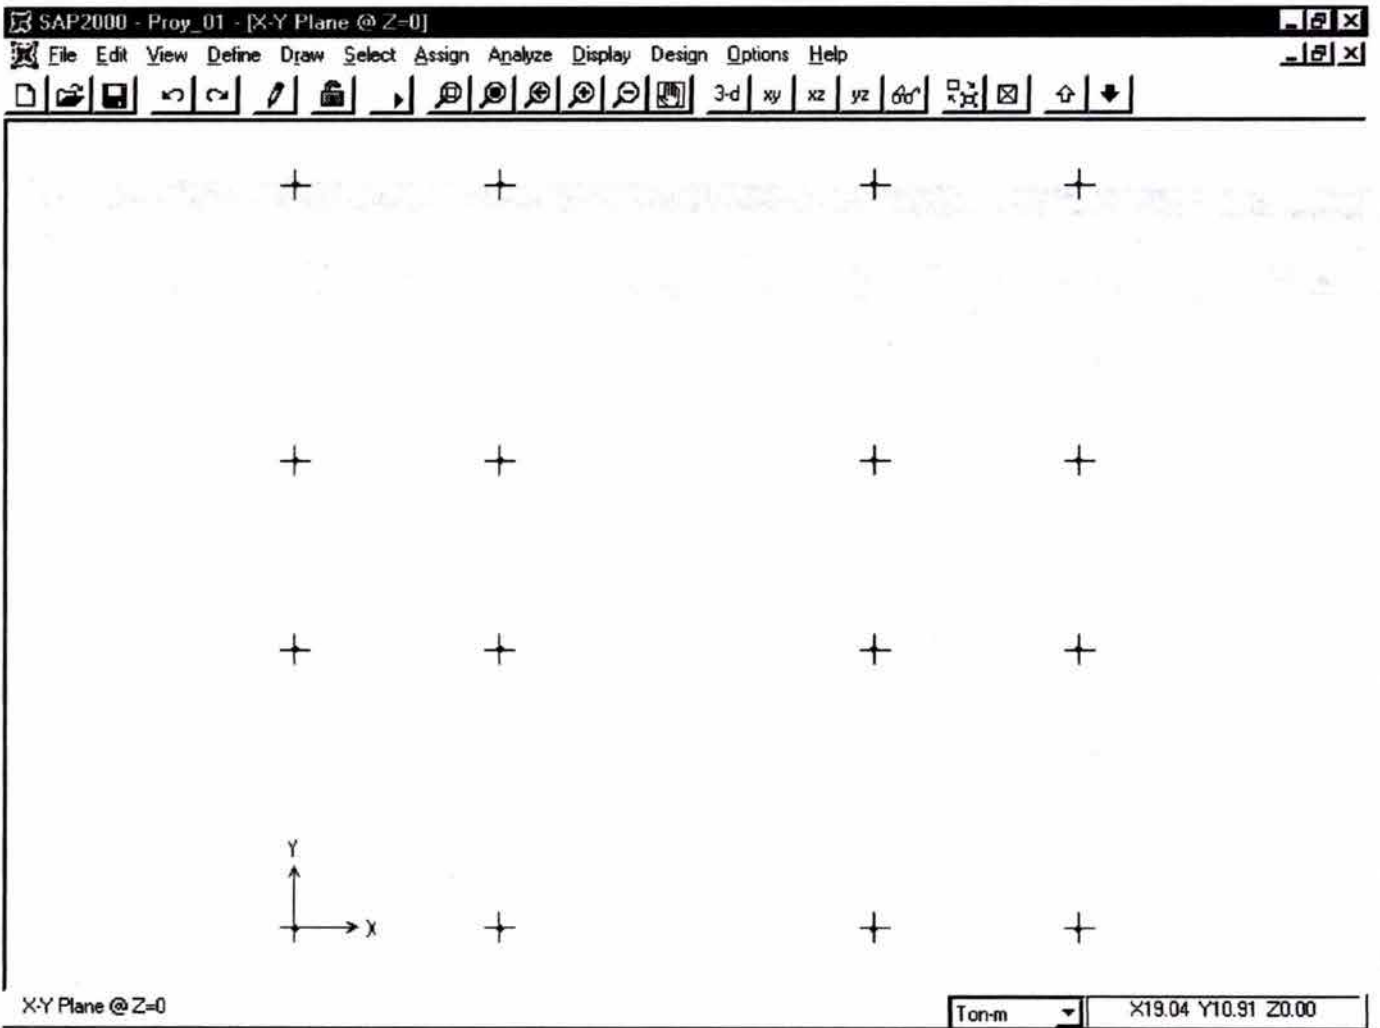 SAP2000 - Proy_01 - [X-Y Plane @ Z=0]
File Edit View Define Draw Select Assign Analyze Display Design Options Help
3-d xy xz yz
Y
X
X-Y Plane @ Z=0 Ton-m X19.04 Y10.91 Z0.00